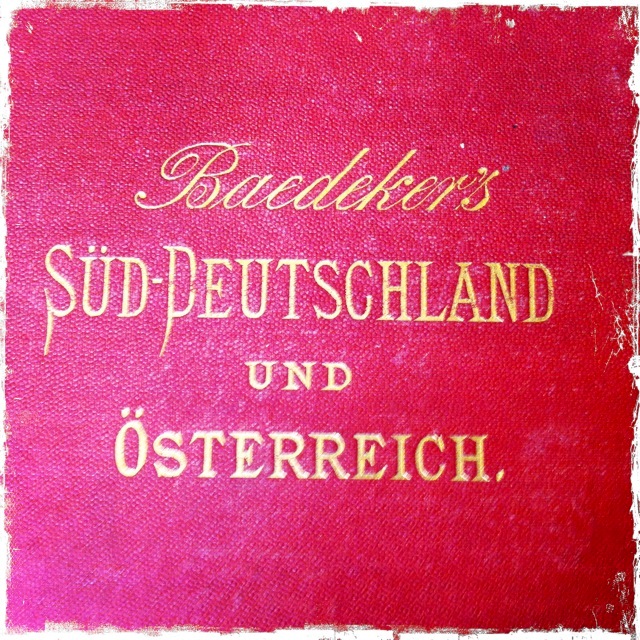 Baedeker's
SÜD-DEUTSCHLAND
UND
ÖSTERREICH.